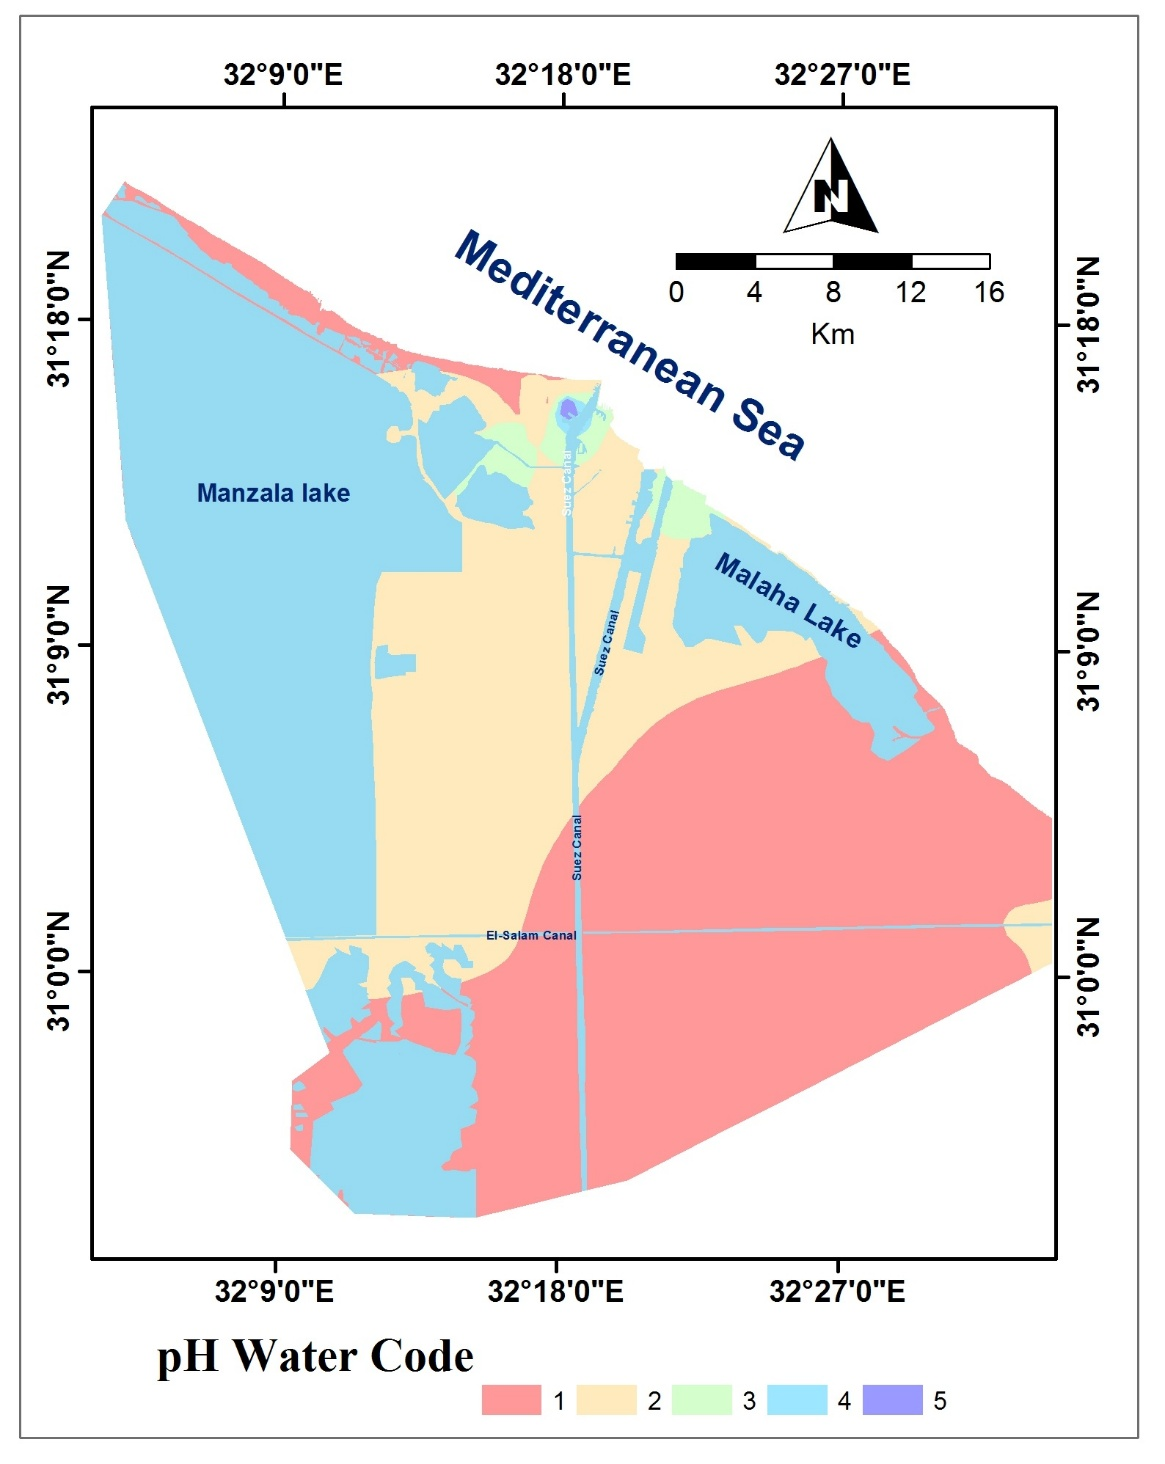 32°9'0"E 32°18'0"E 32°27'0"E
N
0 4 8 12 16
Km
Mediterranean Sea
31°18'0"N 31°18'0"N
Manzala lake
Suez Canal
Malaha Lake
Suez Canal
31°9'0"N 31°9'0"N
Suez Canal
El-Salam Canal
31°0'0"N 31°0'0"N
32°9'0"E 32°18'0"E 32°27'0"E
pH Water Code
1 2 3 4 5